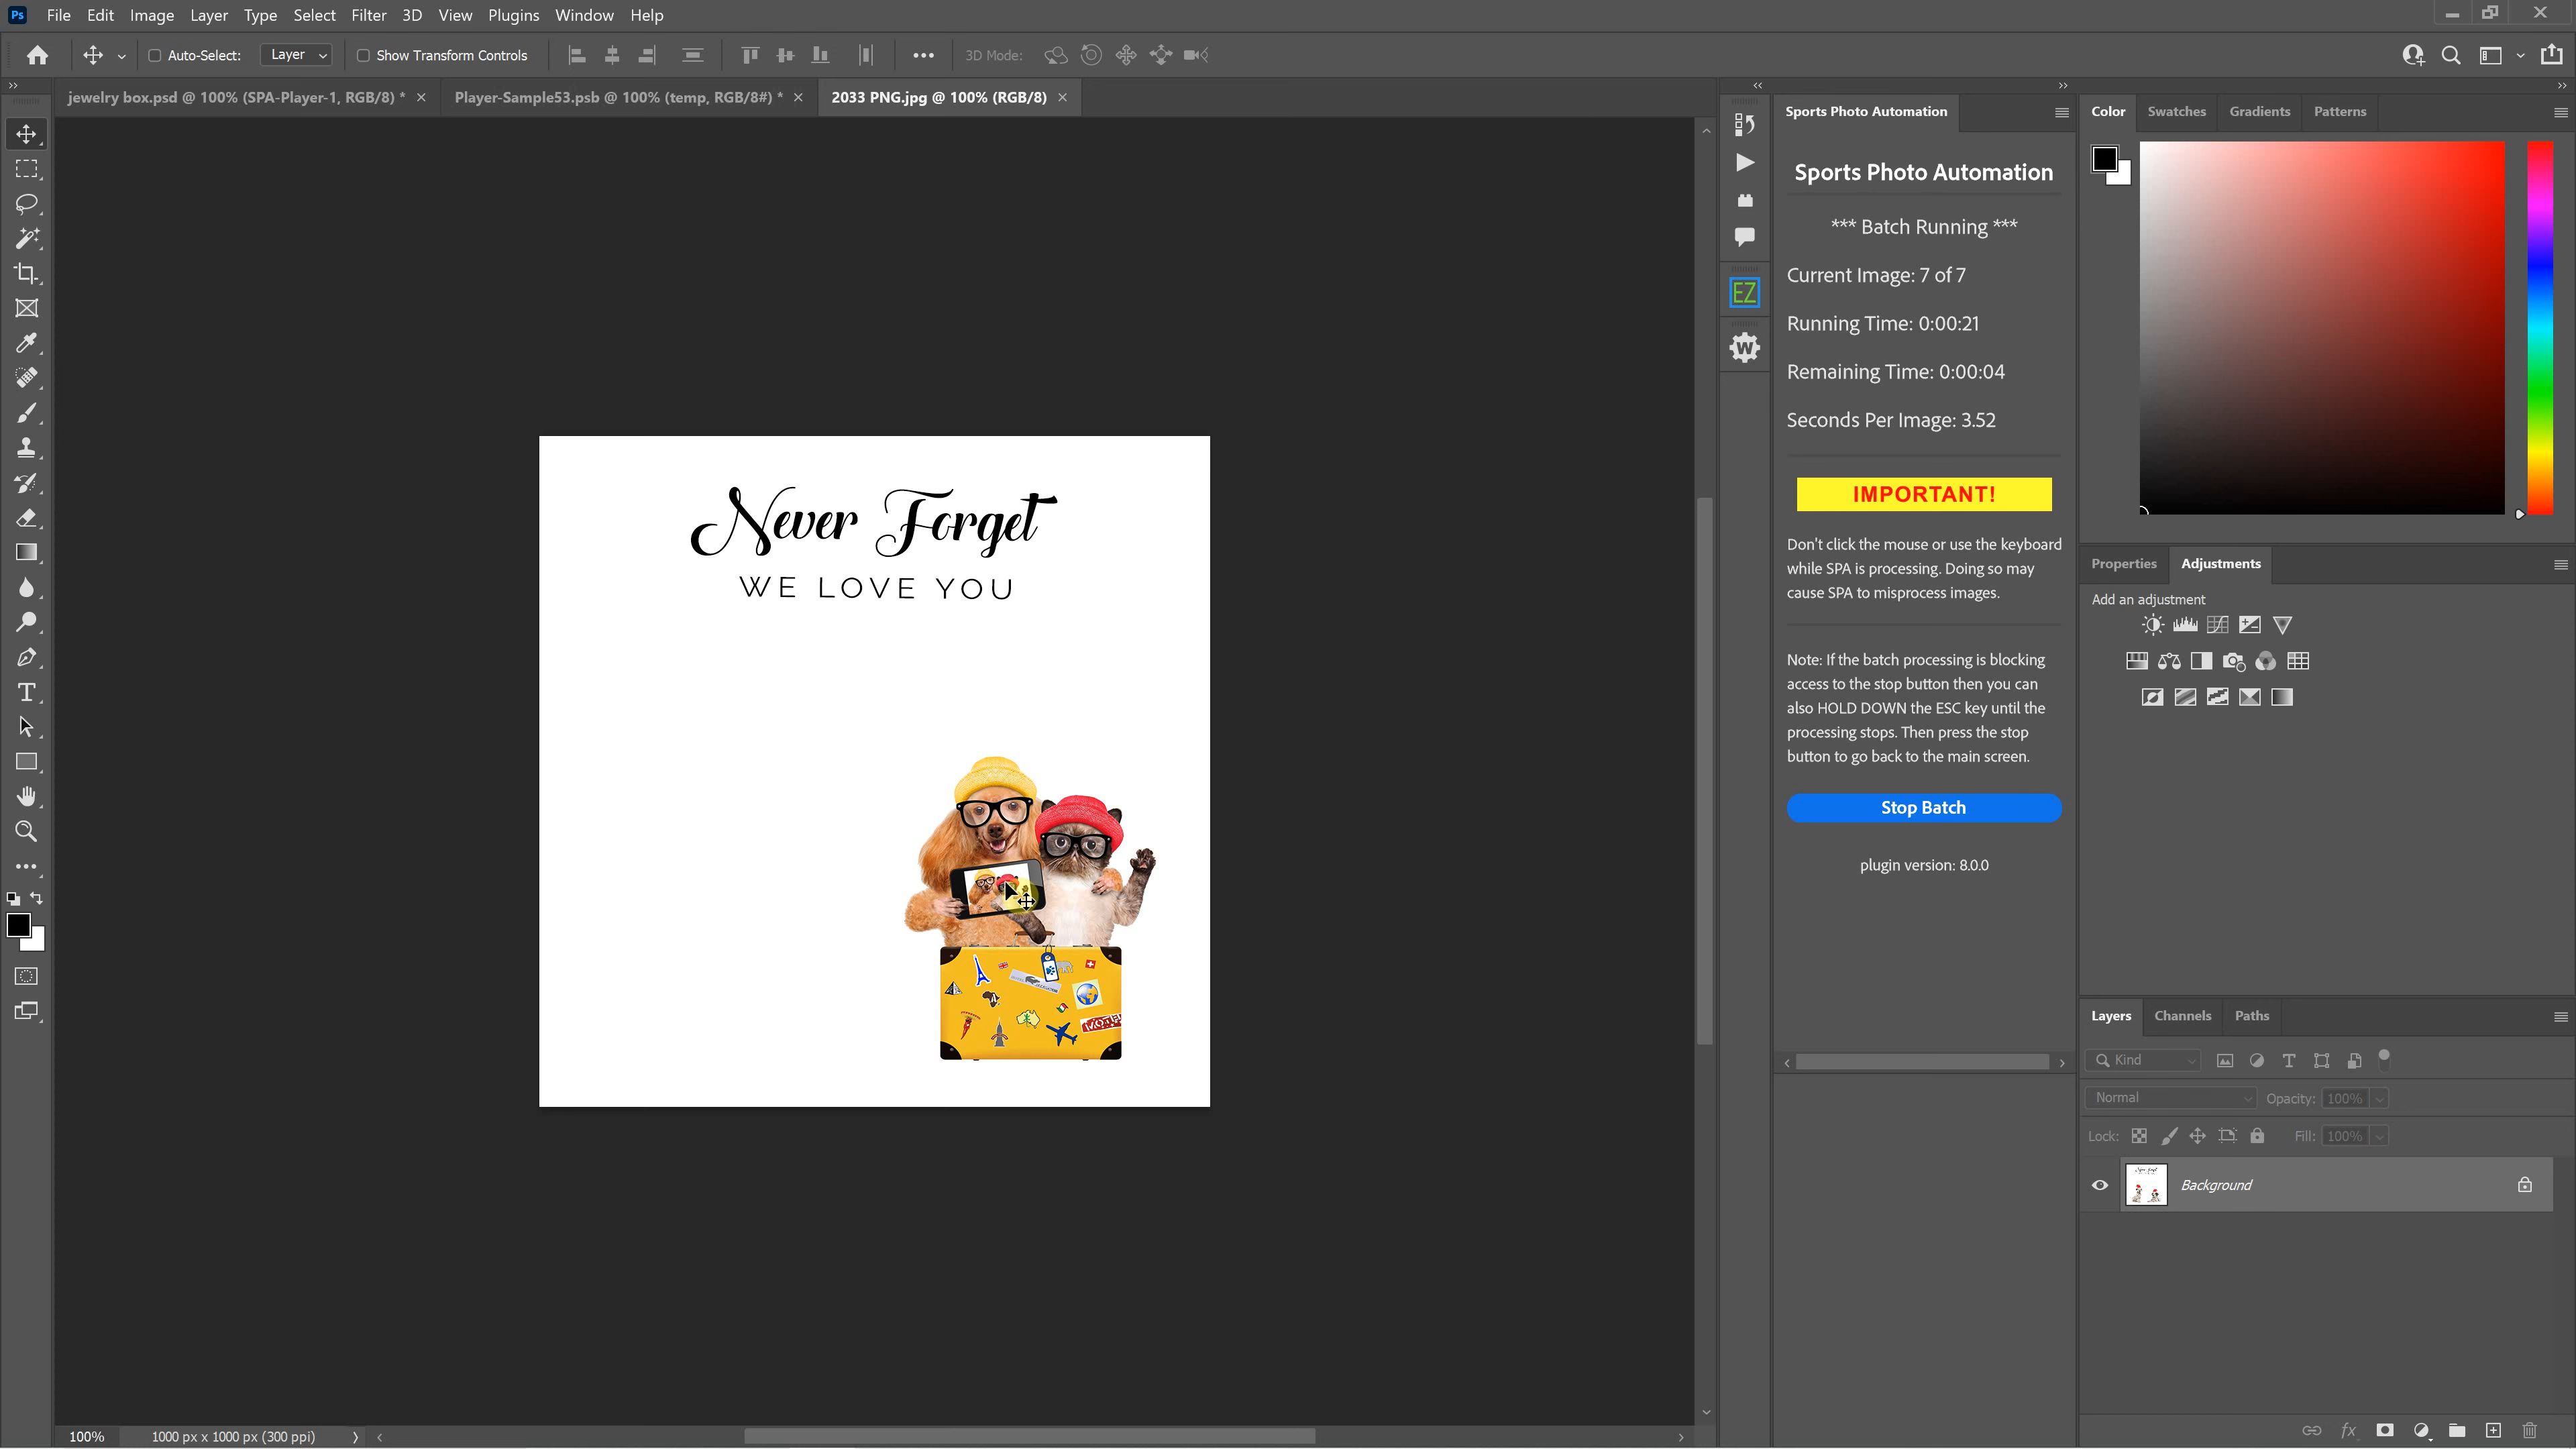 Ps File Edit Image Layer Type Select Filter 3D View Plugins Window Help
Auto-Select: Layer Show Transform Controls 3D Mode:
jewelry box.psd @ 100% (SPA-Player-1, RGB/8) * Player-Sample53.psb @ 100% (temp, RGB/8#) * 2033 PNG.jpg @ 100% (RGB/8)
Never Forget
WE LOVE YOU
MOTEL
100% 1000 px x 1000 px (300 ppi)
EZ
W
Sports Photo Automation
Sports Photo Automation
*** Batch Running ***
Current Image: 7 of 7
Running Time: 0:00:21
Remaining Time: 0:00:04
Seconds Per Image: 3.52
IMPORTANT!
Don't click the mouse or use the keyboard
while SPA is processing. Doing so may
cause SPA to misprocess images.
Note: If the batch processing is blocking
access to the stop button then you can
also HOLD DOWN the ESC key until the
processing stops. Then press the stop
button to go back to the main screen.
Stop Batch
plugin version: 8.0.0
Color Swatches Gradients Patterns
Properties Adjustments
Add an adjustment
Layers Channels Paths
Kind
Normal Opacity: 100%
Lock: Fill: 100%
Background
fx